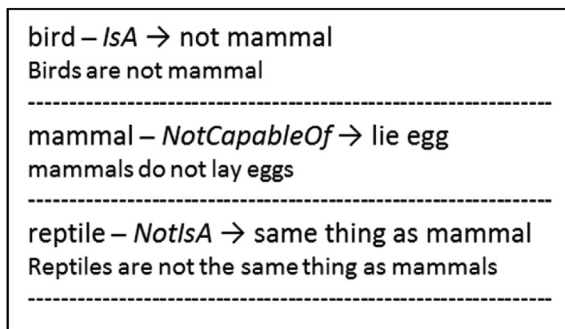 bird – IsA → not mammal
Birds are not mammal
------------------------------------------------------
mammal – NotCapableOf → lie egg
mammals do not lay eggs
------------------------------------------------------
reptile – NotIsA → same thing as mammal
Reptiles are not the same thing as mammals
------------------------------------------------------